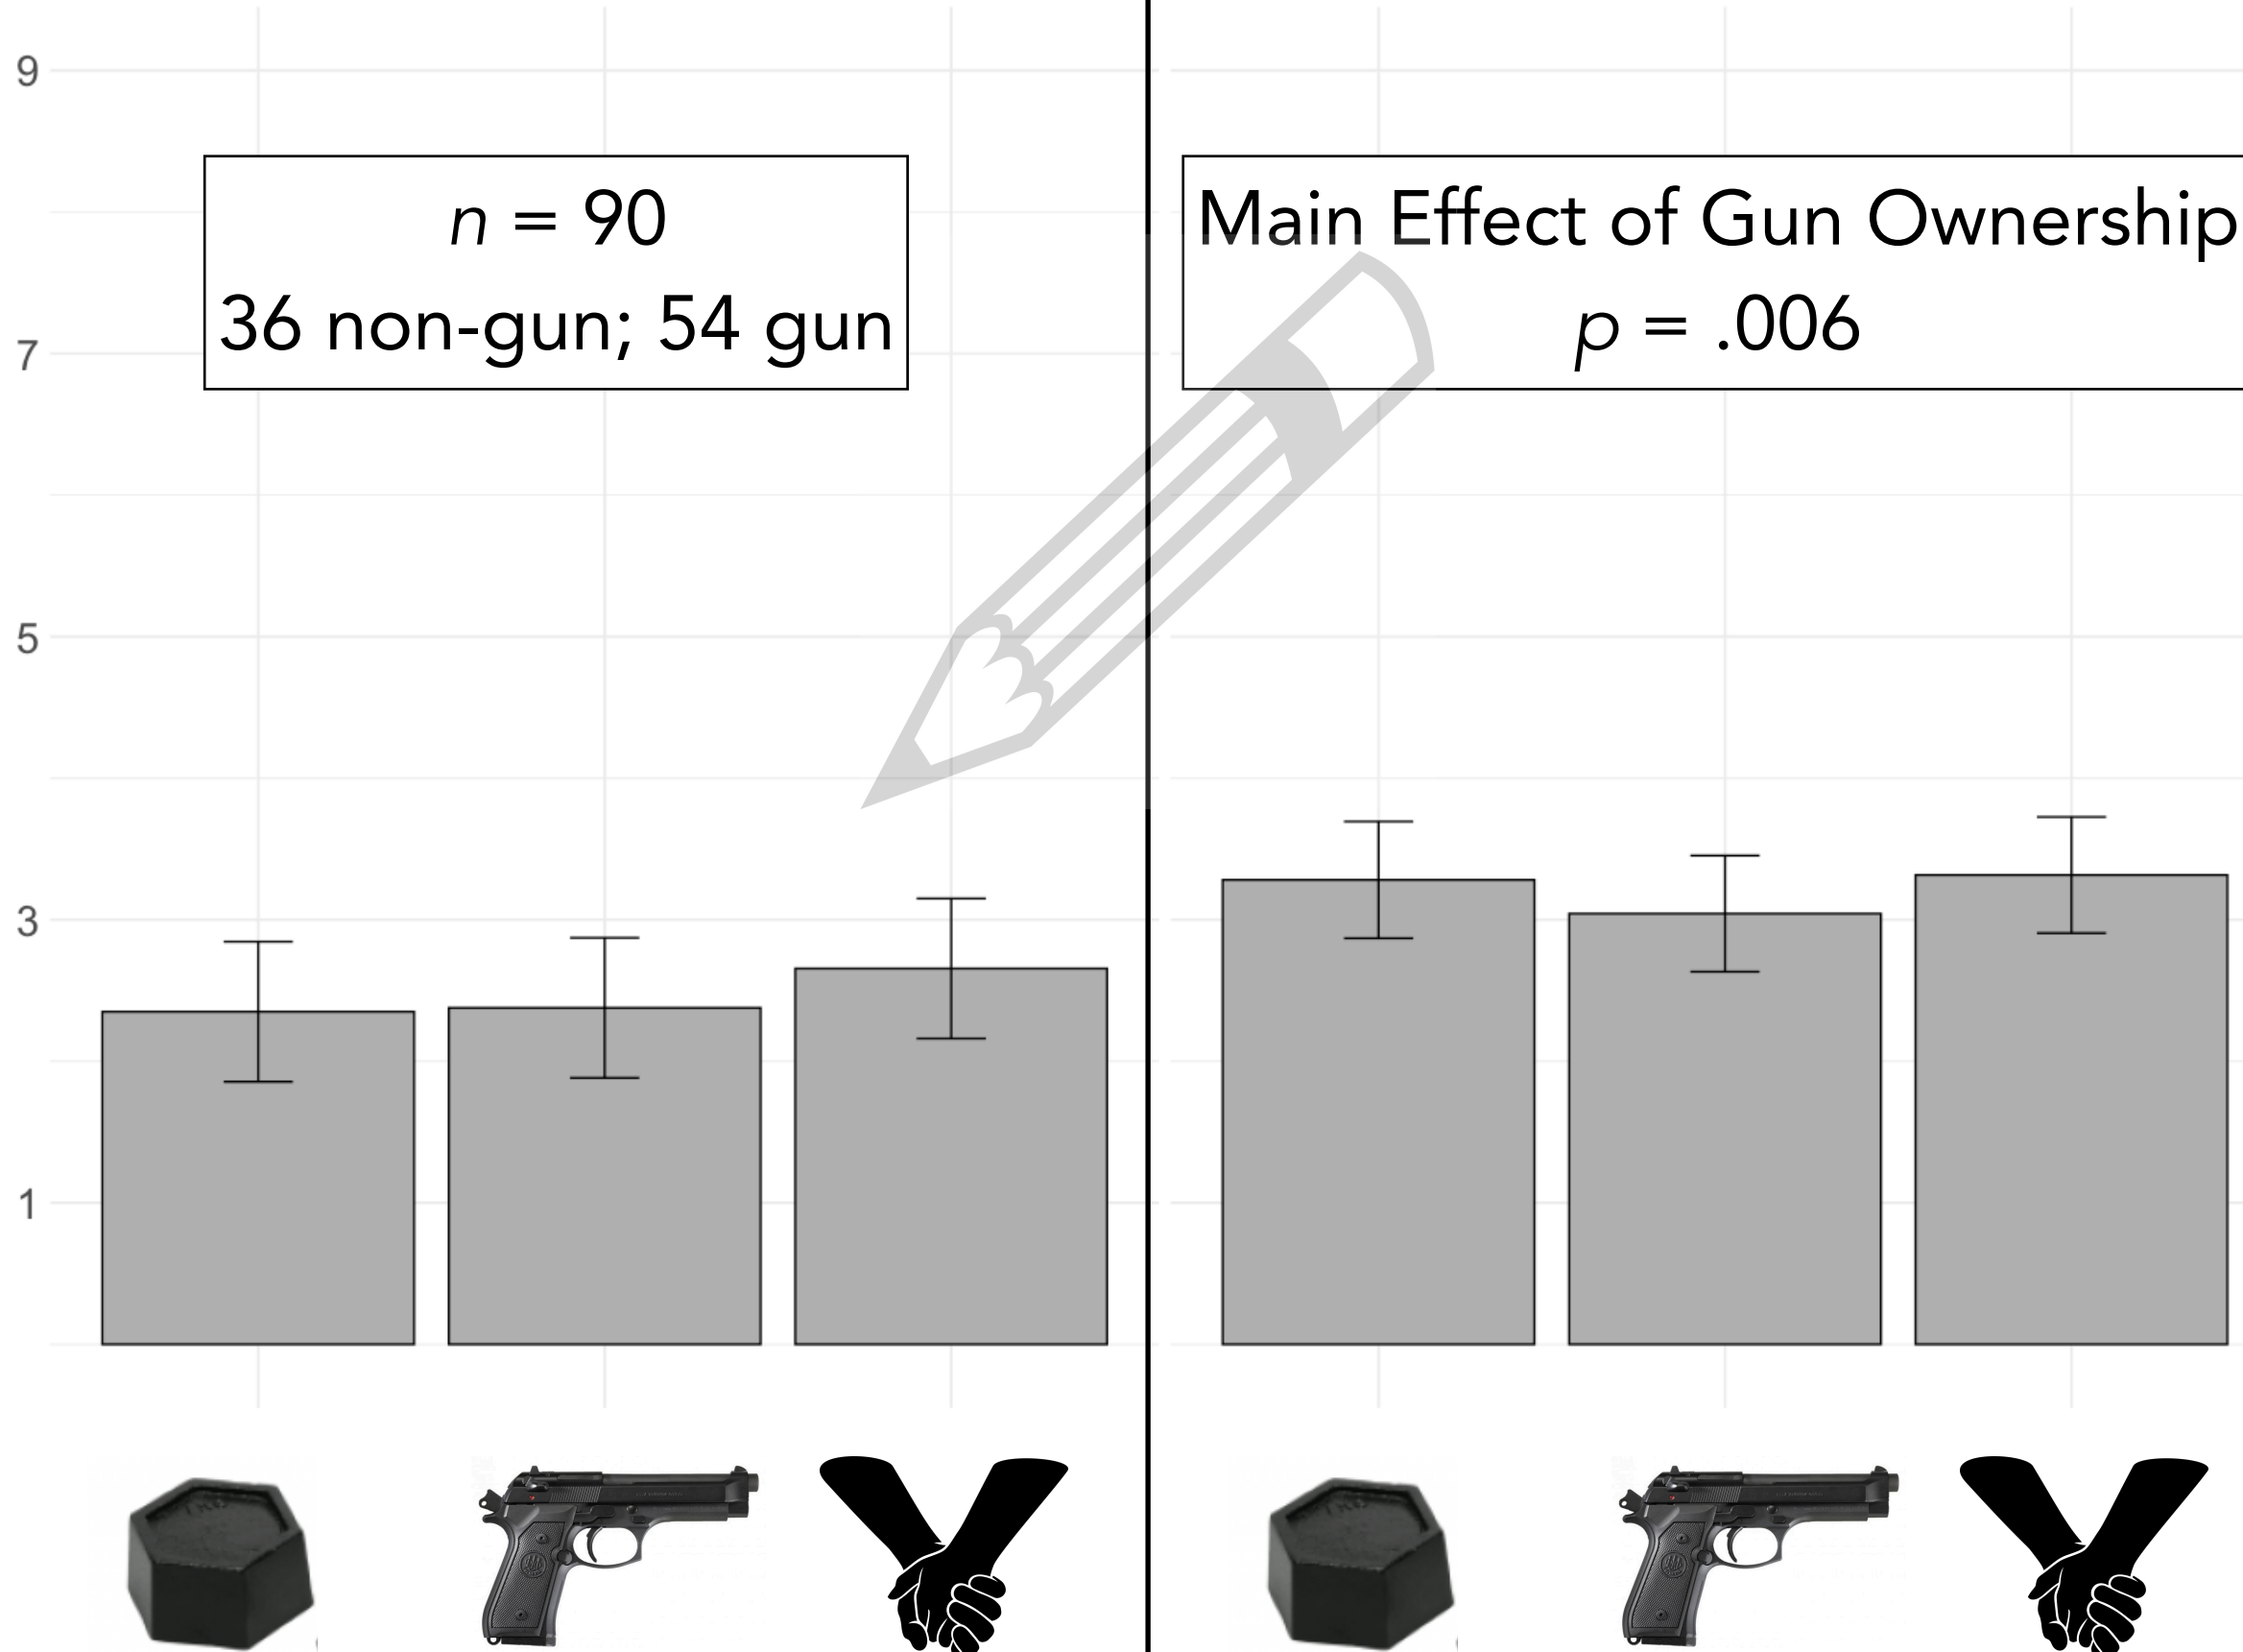 9
7
5
3
1
n = 90
36 non-gun; 54 gun
Main Effect of Gun Ownership
p = .006